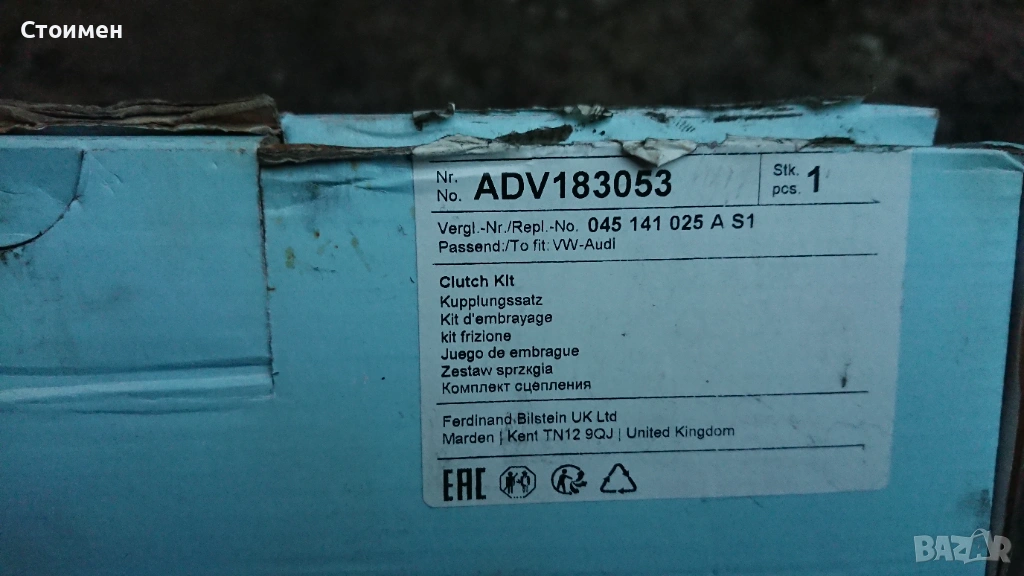 Стоимен
Nr.
No. ADV183053
Stk.
pcs. 1
Vergl.-Nr./Repl.-No. 045 141 025 A S1
Passend:/To fit: VW-Audi
Clutch Kit
Kupplungssatz
Kit d'embrayage
kit frizione
Juego de embrague
Zestaw sprzкgia
Комплект сцепления
Ferdinand Bilstein UK Ltd
Marden | Kent TN12 9QJ | United Kingdom
EAC
BAZAR